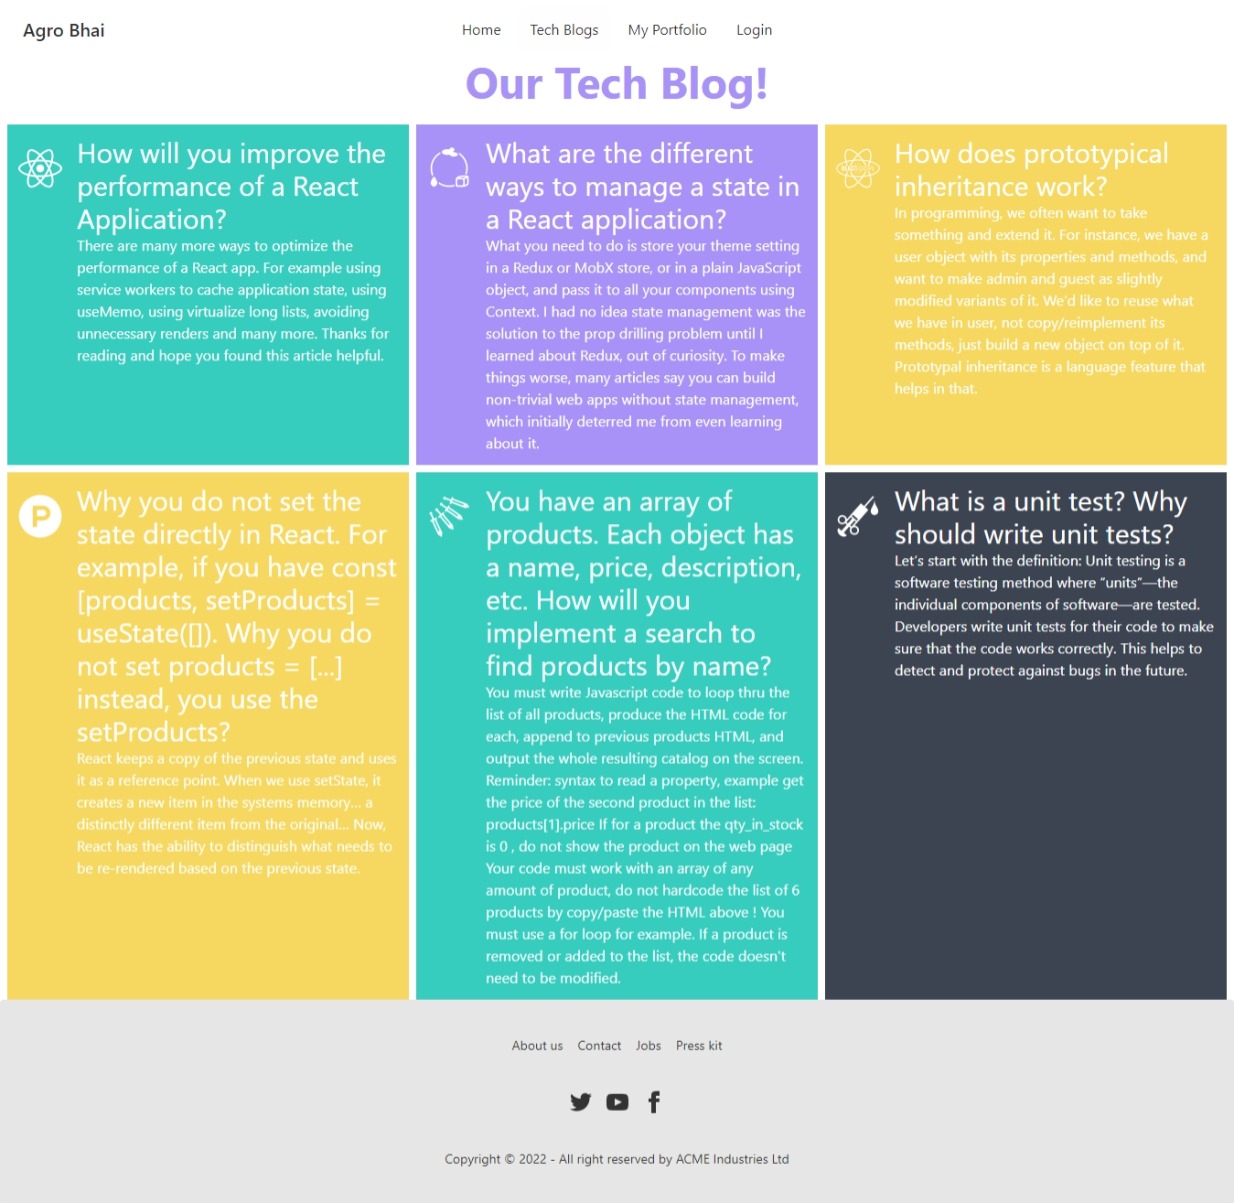 Agro Bhai
Home Tech Blogs My Portfolio Login
Our Tech Blog!
How will you improve the
performance of a React
Application?
There are many more ways to optimize the
performance of a React app. For example using
service workers to cache application state, using
useMemo, using virtualize long lists, avoiding
unnecessary renders and many more. Thanks for
reading and hope you found this article helpful.
What are the different
ways to manage a state in
a React application?
What you need to do is store your theme setting
in a Redux or MobX store, or in a plain JavaScript
object, and pass it to all your components using
Context. I had no idea state management was the
solution to the prop drilling problem until I
learned about Redux, out of curiosity. To make
things worse, many articles say you can build
non-trivial web apps without state management,
which initially deterred me from even learning
about it.
How does prototypical
inheritance work?
In programming, we often want to take
something and extend it. For instance, we have a
user object with its properties and methods, and
want to make admin and guest as slightly
modified variants of it. We'd like to reuse what
we have in user, not copy/reimplement its
methods, just build a new object on top of it.
Prototypal inheritance is a language feature that
helps in that.
P
Why you do not set the
state directly in React. For
example, if you have const
[products, setProducts] =
useState([]). Why you do
not set products = [...]
instead, you use the
setProducts?
React keeps a copy of the previous state and uses
it as a reference point. When we use setState, it
creates a new item in the systems memory... a
distinctly different item from the original... Now,
React has the ability to distinguish what needs to
be re-rendered based on the previous state.
You have an array of
products. Each object has
a name, price, description,
etc. How will you
implement a search to
find products by name?
You must write Javascript code to loop thru the
list of all products, produce the HTML code for
each, append to previous products HTML, and
output the whole resulting catalog on the screen.
Reminder: syntax to read a property, example get
the price of the second product in the list:
products[1].price If for a product the qty_in_stock
is 0 , do not show the product on the web page
Your code must work with an array of any
amount of product, do not hardcode the list of 6
products by copy/paste the HTML above ! You
must use a for loop for example. If a product is
removed or added to the list, the code doesn't
need to be modified.
What is a unit test? Why
should write unit tests?
Let's start with the definition: Unit testing is a
software testing method where “units”—the
individual components of software—are tested.
Developers write unit tests for their code to make
sure that the code works correctly. This helps to
detect and protect against bugs in the future.
About us Contact Jobs Press kit
Copyright © 2022 - All right reserved by ACME Industries Ltd